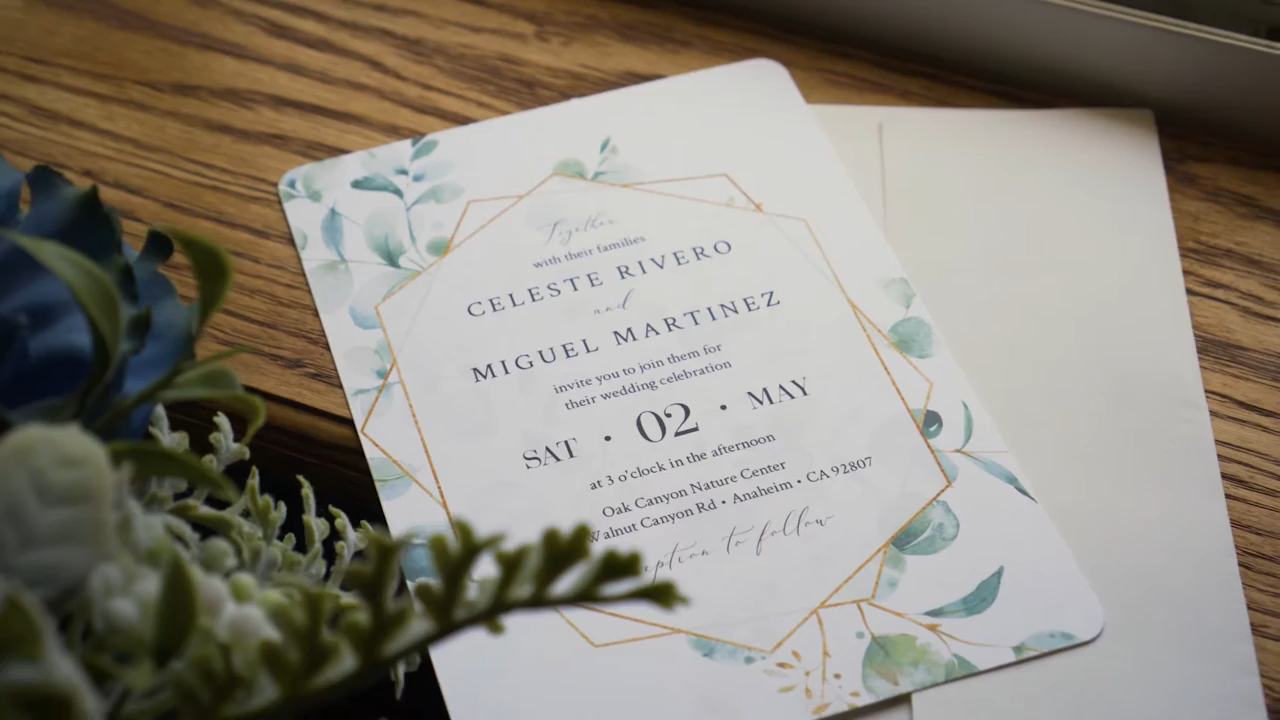 Together
with their families
CELESTE RIVERO
and
MIGUEL MARTINEZ
invite you to join them for
their wedding celebration
SAT • 02 • MAY
at 3 o'clock in the afternoon
Oak Canyon Nature Center
Walnut Canyon Rd • Anaheim • CA 92807
to follow